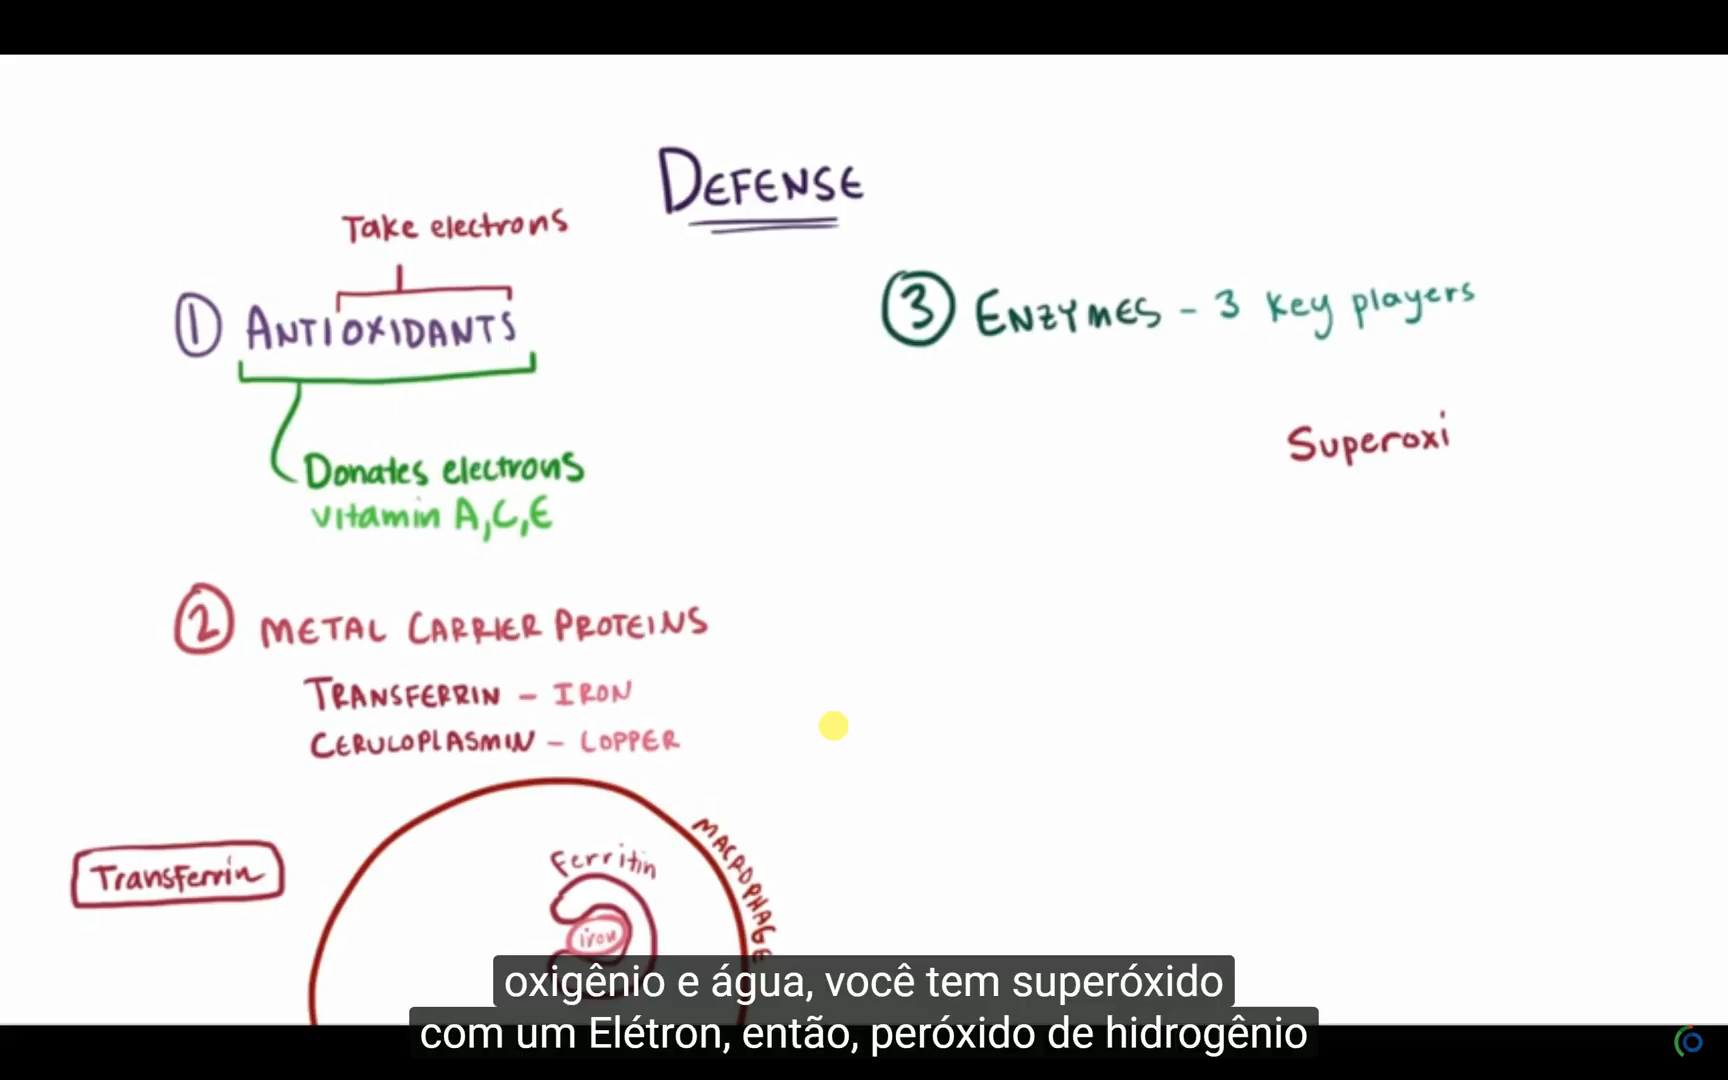 DEFENSE
Take electrons
1 ANTIOXIDANTS
Donates electrons
vitamin A, C, E
2 METAL CARRIER PROTEINS
TRANSFERRIN - IRON
CERULOPLASMIN - COPPER
Transferrin
Ferritin
iron
MACROPHAGE
3 ENZYMES - 3 key players
Superoxi
oxigênio e água, você tem superóxido
com um Elétron, então, peróxido de hidrogênio